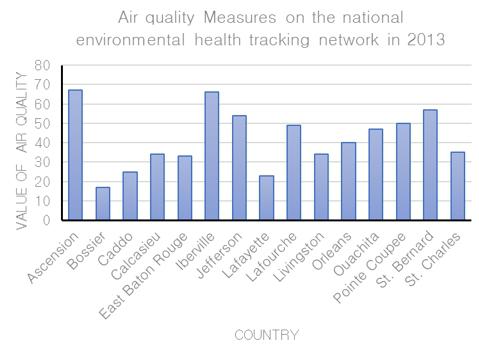 Air quality Measures on the national
environmental health tracking network in 2013
VALUE OF AIR QUALITY
80
70
60
50
40
30
20
10
0
Ascension
Bossier
Caddo
Calcasieu
East Baton Rouge
Iberville
Jefferson
Lafayette
Lafourche
Livingston
Orleans
Ouachita
Pointe Coupee
St. Bernard
St. Charles
COUNTRY